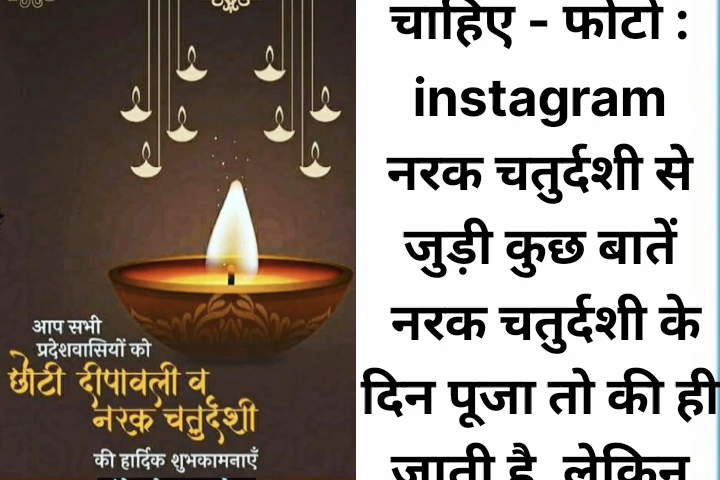 आप सभी
प्रदेशवासियों को
छोटी दीपावली व
नरक चतुर्दशी
की हार्दिक शुभकामनाएँ
चाहिए - फोटो :
instagram
नरक चतुर्दशी से
जुड़ी कुछ बातें
नरक चतुर्दशी के
दिन पूजा तो की ही
जाती है, लेकिन